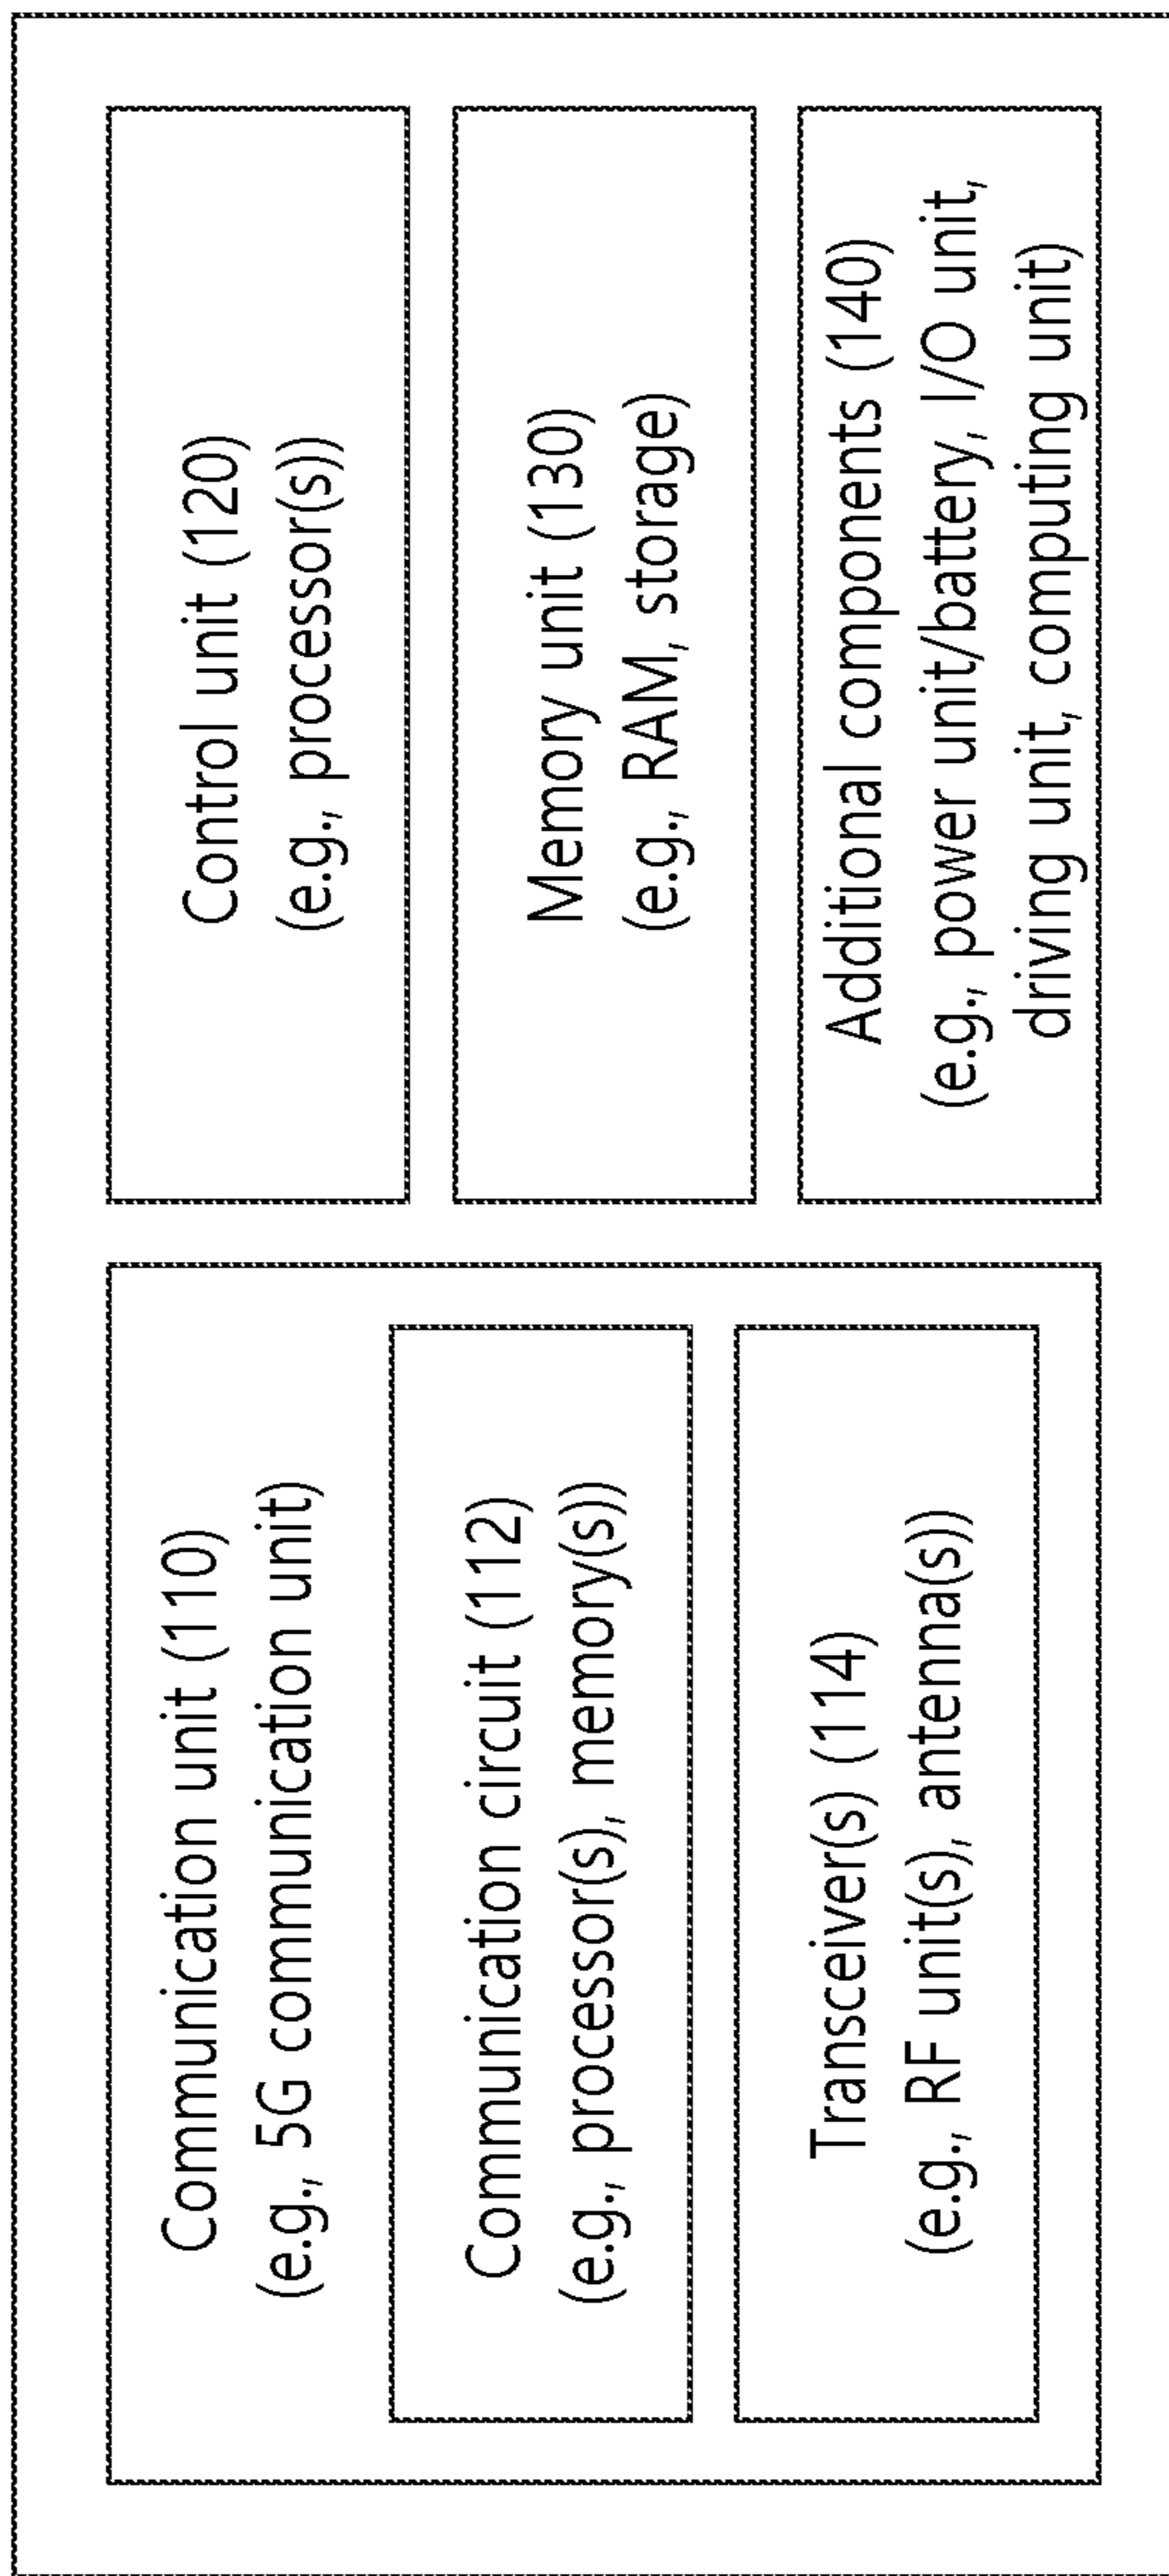 Communication unit (110)
(e.g., 5G communication unit)
Communication circuit (112)
(e.g., processor(s), memory(s))
Transceiver(s) (114)
(e.g., RF unit(s), antenna(s))
Control unit (120)
(e.g., processor(s))
Memory unit (130)
(e.g., RAM, storage)
Additional components (140)
(e.g., power unit/battery, I/O unit,
driving unit, computing unit)